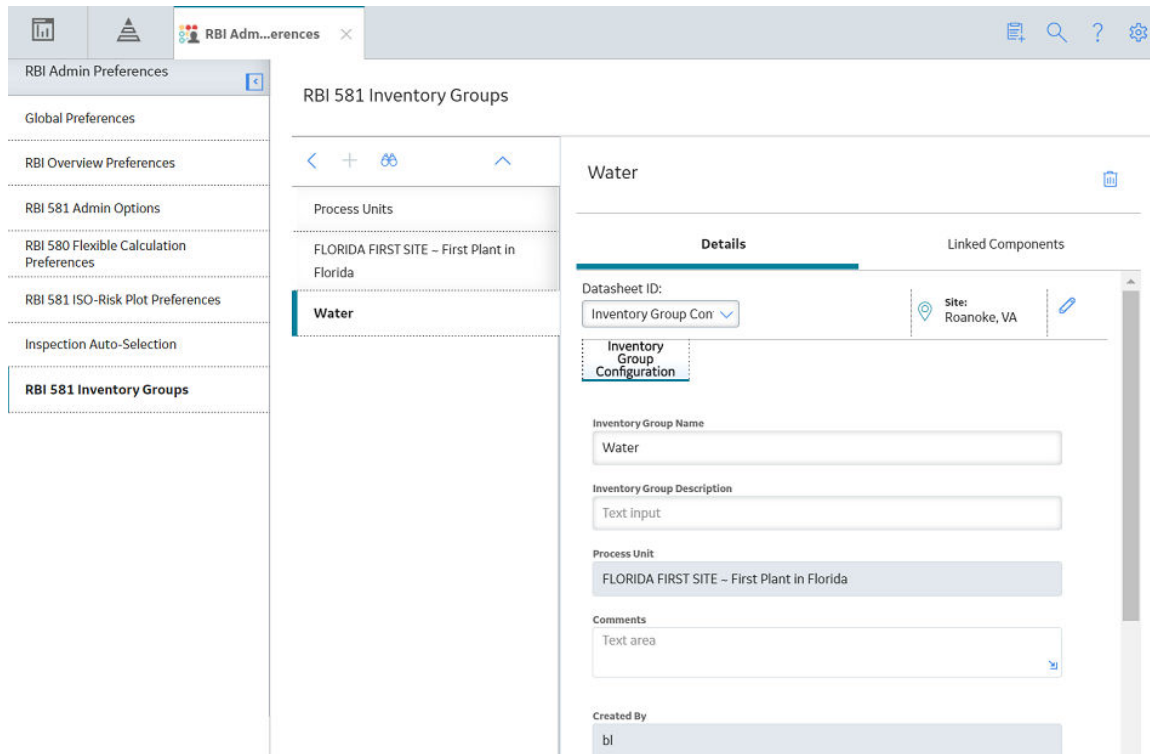 RBI Adm...erences
RBI Admin Preferences
Global Preferences
RBI Overview Preferences
RBI 581 Admin Options
RBI 580 Flexible Calculation
Preferences
RBI 581 ISO-Risk Plot Preferences
Inspection Auto-Selection
RBI 581 Inventory Groups
RBI 581 Inventory Groups
Process Units
FLORIDA FIRST SITE ~ First Plant in
Florida
Water
Water
Details
Linked Components
Datasheet ID:
Inventory Group Con
Site:
Roanoke, VA
Inventory
Group
Configuration
Inventory Group Name
Water
Inventory Group Description
Text input
Process Unit
FLORIDA FIRST SITE ~ First Plant in Florida
Comments
Text area
Created By
bl